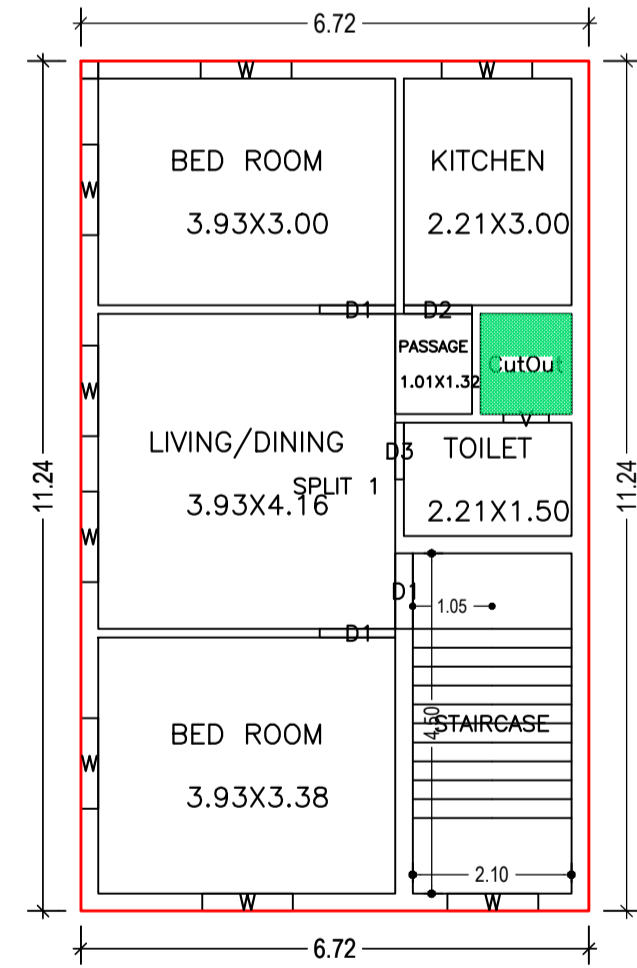 6.72
W
W
BED ROOM
KITCHEN
W
3.93X3.00
2.21X3.00
D1
D2
PASSAGE
CutOut
1.01X1.32
W
V
LIVING/DINING
D3
TOILET
11.24
11.24
SPLIT 1
3.93X4.16
2.21X1.50
W
D1
1.05
D1
4.50
STAIRCASE
BED ROOM
W
3.93X3.38
2.10
W
W
6.72